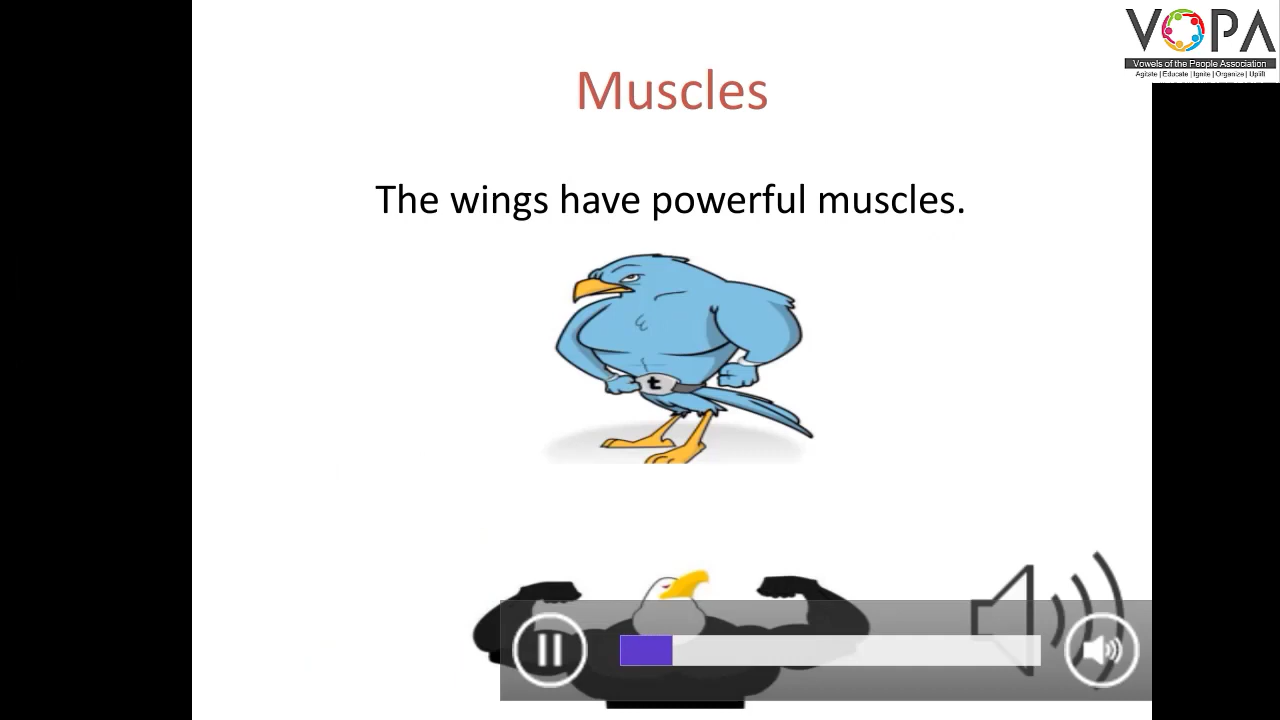 VOPA
Vowels of the People Association
Agitate | Educate | Ignite | Organize | Uplift
Muscles
The wings have powerful muscles.
t